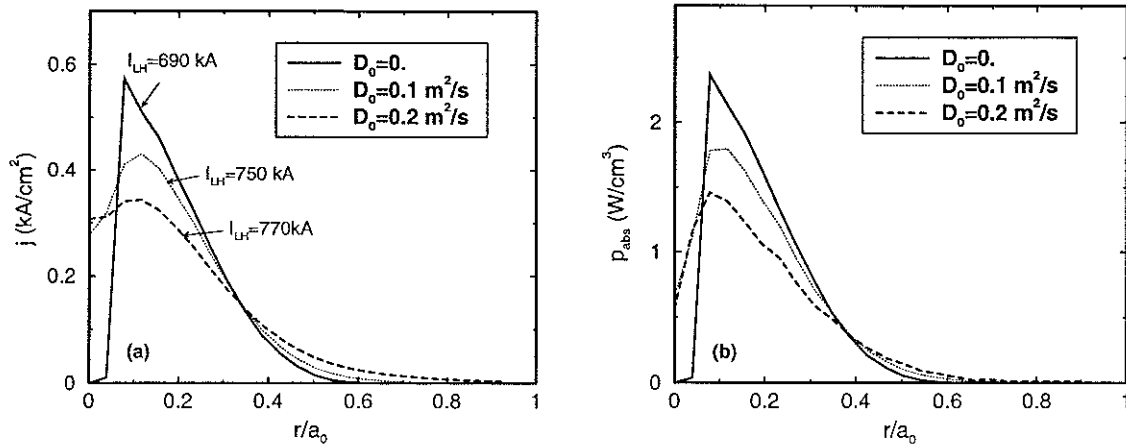 I_LH=690 kA
D₀=0.
D₀=0.1 m²/s
D₀=0.2 m²/s
I_LH=750 kA
I_LH=770kA
(a)
j (kA/cm²)
0.6
0.4
0.2
0
0 0.2 0.4 0.6 0.8 1
r/a₀
D₀=0.
D₀=0.1 m²/s
D₀=0.2 m²/s
(b)
p_abs (W/cm³)
2
1
0
0 0.2 0.4 0.6 0.8 1
r/a₀